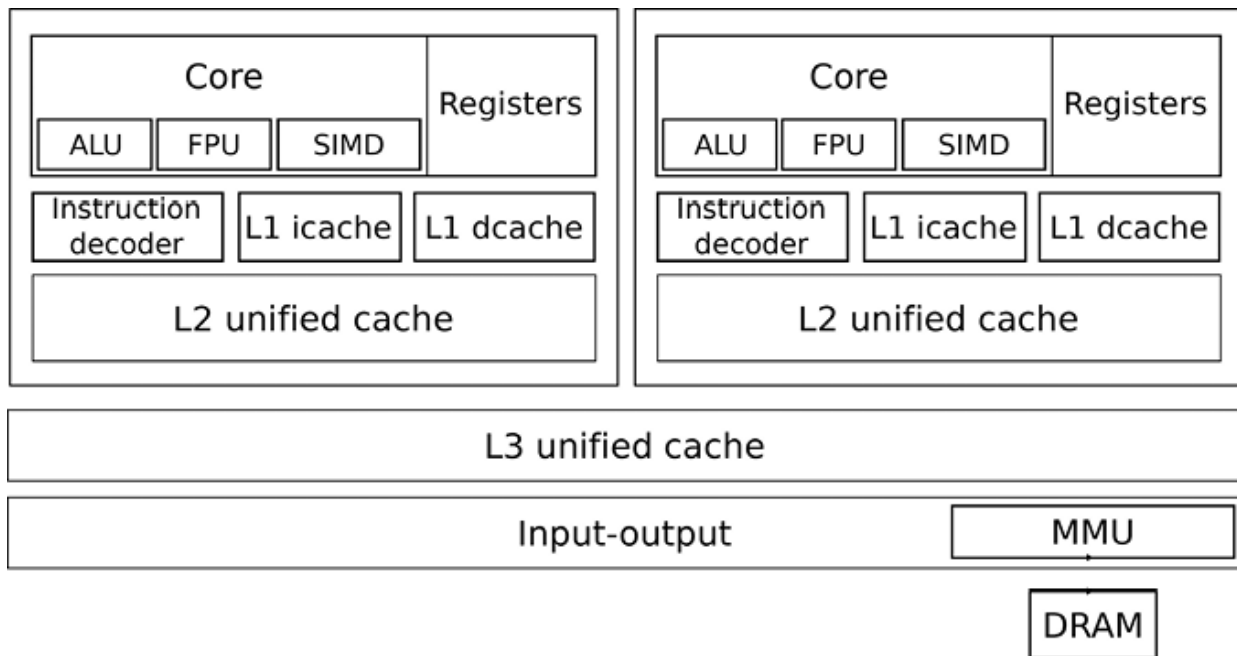 Core
Registers
ALU
FPU
SIMD
Instruction
decoder
L1 icache
L1 dcache
L2 unified cache
Core
Registers
ALU
FPU
SIMD
Instruction
decoder
L1 icache
L1 dcache
L2 unified cache
L3 unified cache
Input-output
MMU
DRAM